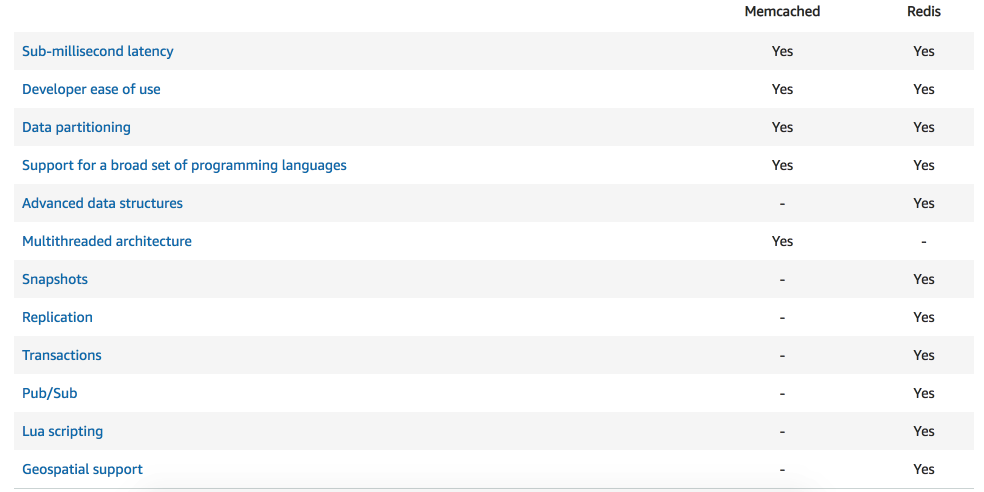 Memcached Redis
Sub-millisecond latency Yes Yes
Developer ease of use Yes Yes
Data partitioning Yes Yes
Support for a broad set of programming languages Yes Yes
Advanced data structures - Yes
Multithreaded architecture Yes -
Snapshots - Yes
Replication - Yes
Transactions - Yes
Pub/Sub - Yes
Lua scripting - Yes
Geospatial support - Yes